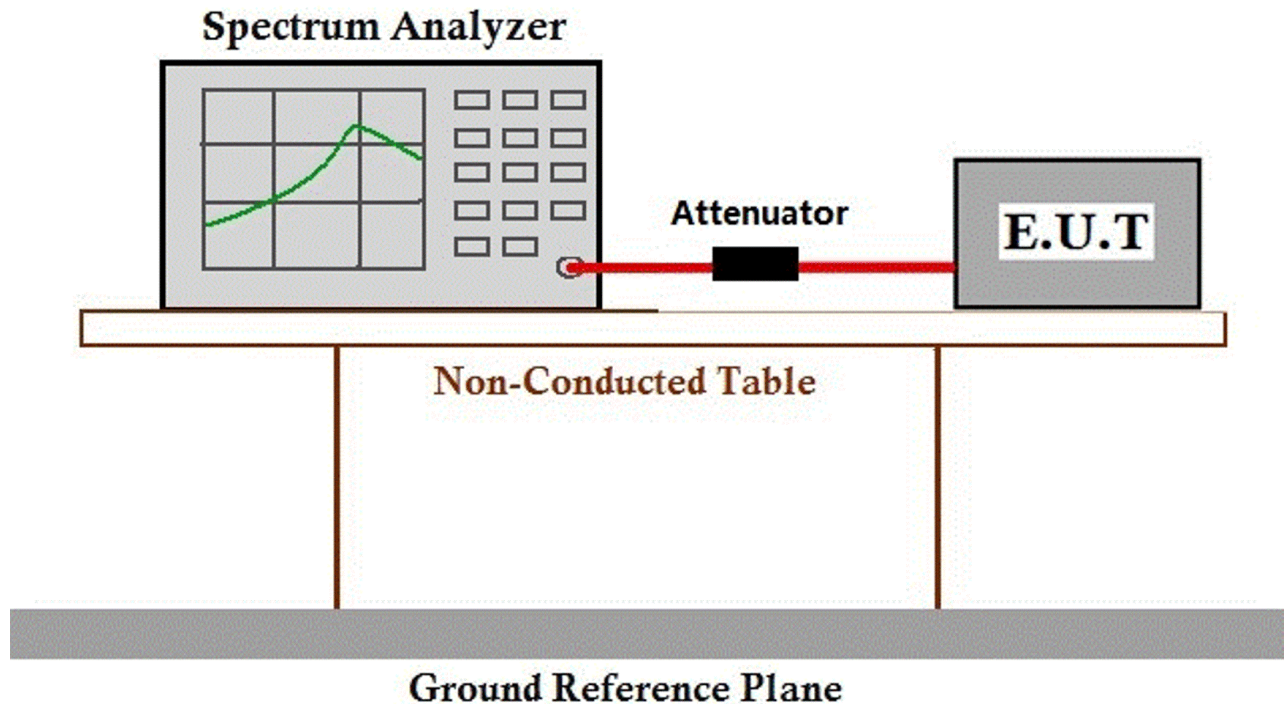 Spectrum Analyzer
Attenuator
E.U.T
Non-Conducted Table
Ground Reference Plane